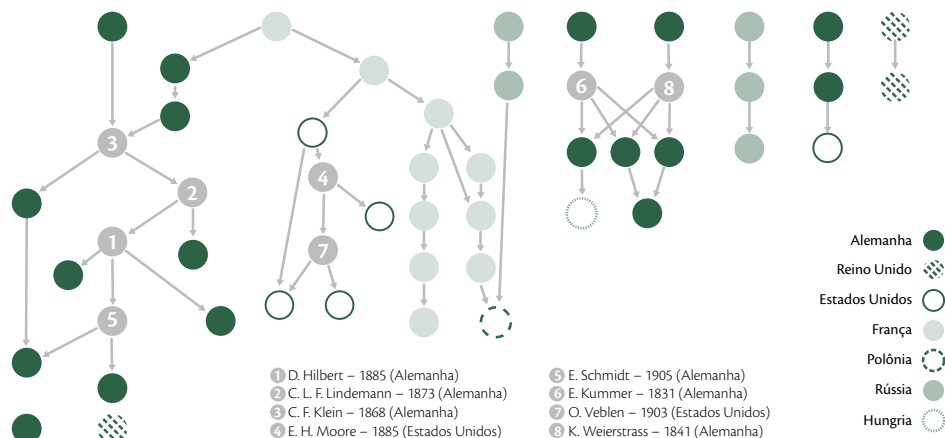 6
8
3
4
2
1
7
5
Alemanha
Reino Unido
Estados Unidos
França
Polônia
Rússia
Hungria
1 D. Hilbert – 1885 (Alemanha)
2 C. L. F. Lindemann – 1873 (Alemanha)
3 C. F. Klein – 1868 (Alemanha)
4 E. H. Moore – 1885 (Estados Unidos)
5 E. Schmidt – 1905 (Alemanha)
6 E. Kummer – 1831 (Alemanha)
7 O. Veblen – 1903 (Estados Unidos)
8 K. Weierstrass – 1841 (Alemanha)